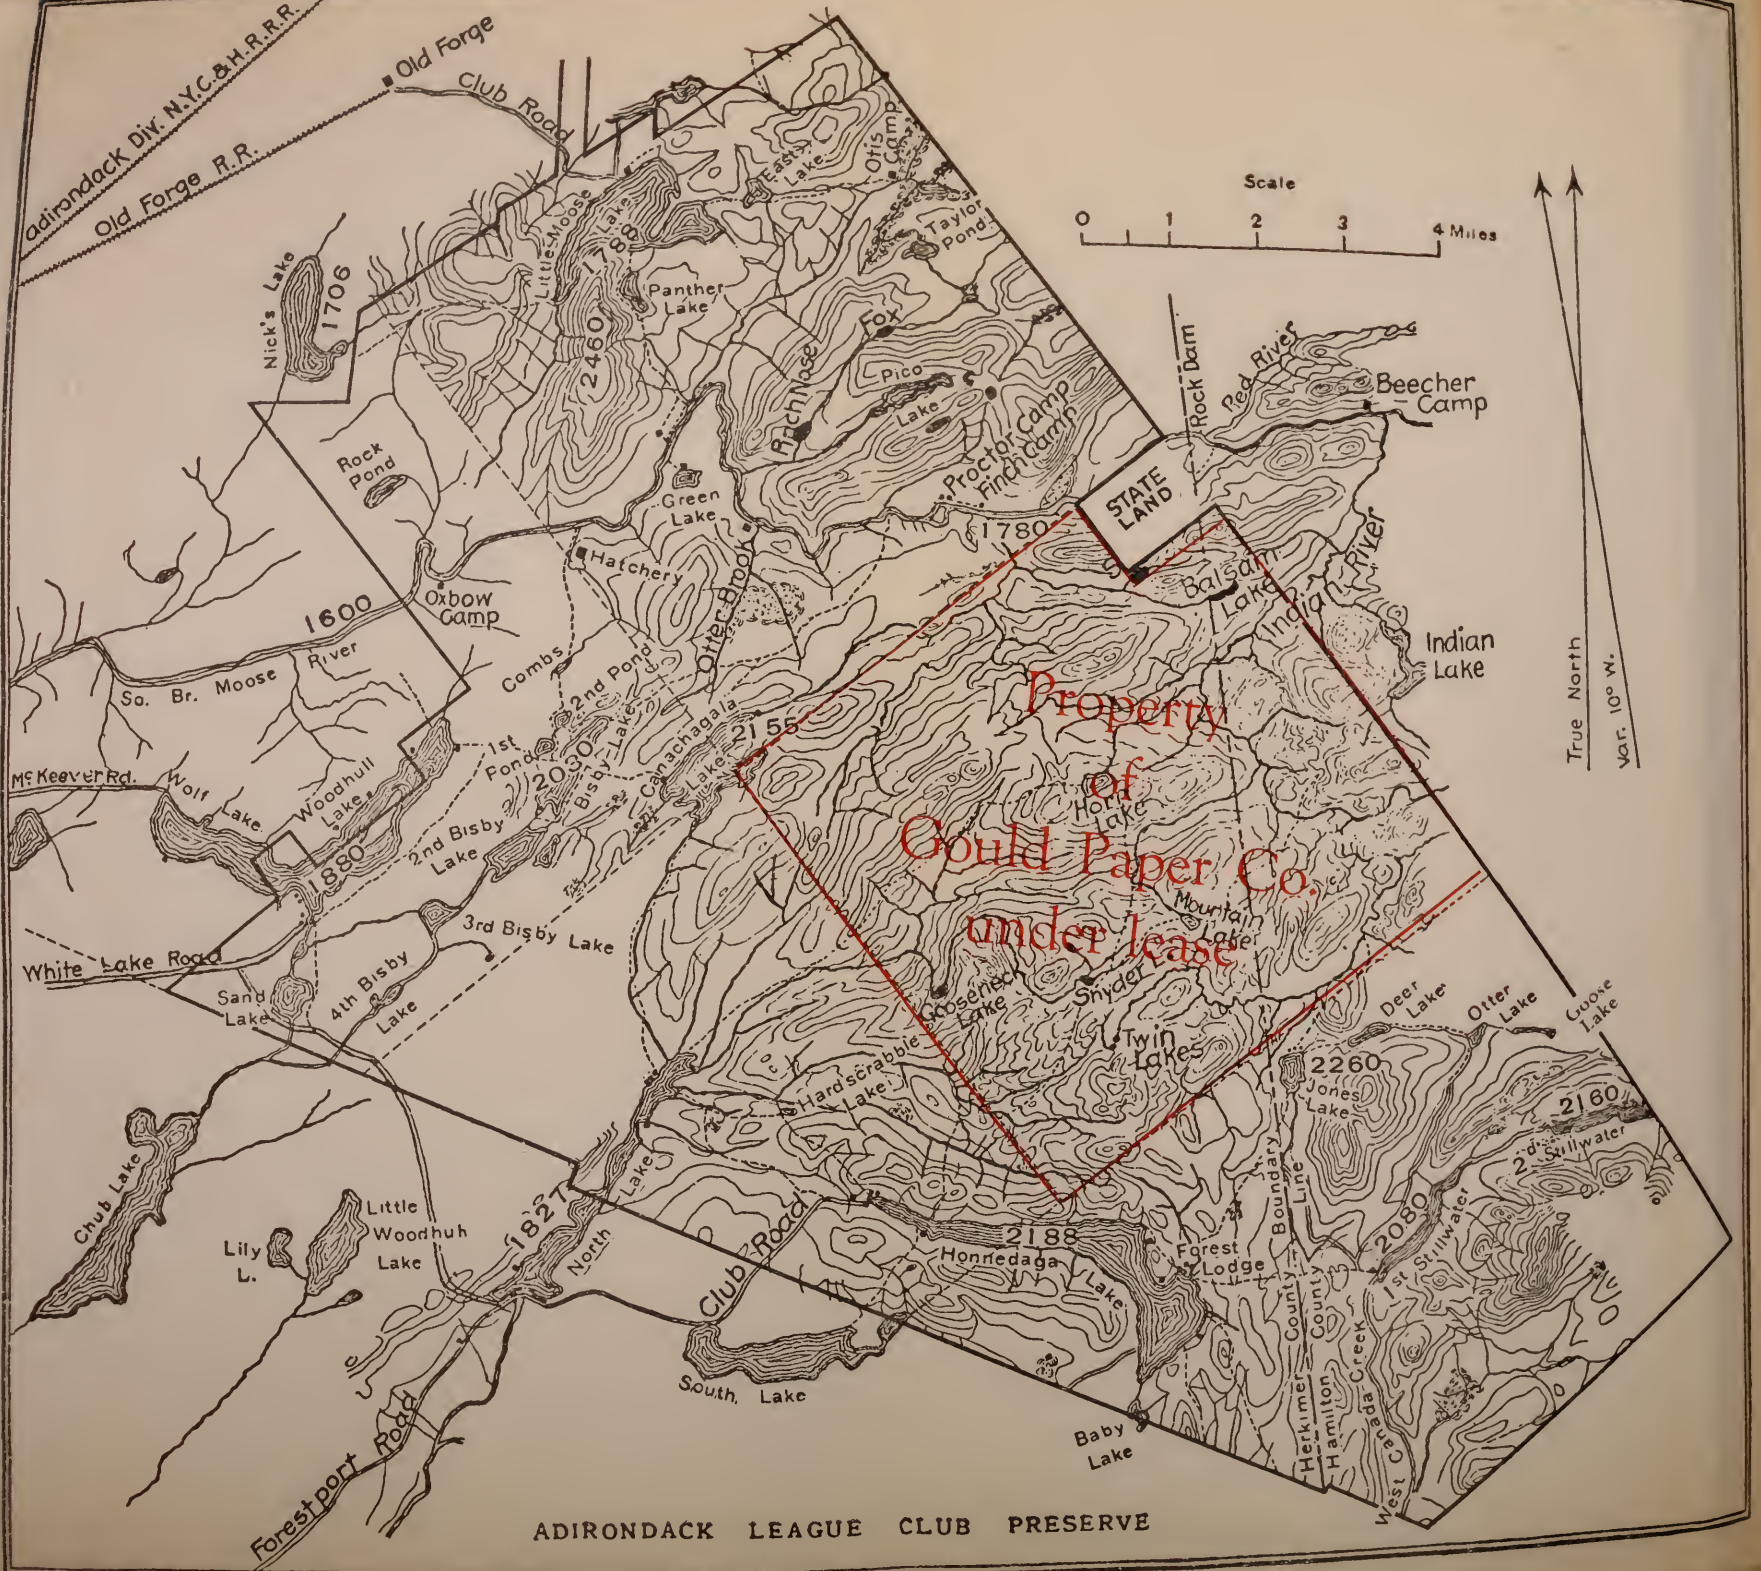 Adirondack Div. N.Y.C.&H.R.R.R.
Old Forge R.R.
Old Forge
Club Road
Nick's Lake
1706
Little Moose
Lake
1788
East
Lake
Otis
Camp
Taylor
Pond
Panther
Lake
2460
Fox
Pico
Lake
Proctor Camp
Finch Camp
1780
Rock
Pond
Green
Lake
Hatchery
Otter Brook
Oxbow
Camp
1600
So. Br. Moose River
Combs
2nd Pond
1st
Pond
2030
Bisby Lake
Canachagala
Lake
2155
McKeever Rd.
Wolf Lake
Woodhull
Lake
1880
2nd Bisby
Lake
3rd Bisby Lake
4th Bisby
Lake
White Lake Road
Sand
Lake
Chub Lake
Lily
L.
Little
Woodhuh
Lake
1827
North Lake
Forestport Road
Club Road
South Lake
Hardscrabble
Lake
Gooseneck
Lake
Snyder
Twin
Lakes
Horn
Lake
Mountain
Lake
Property
of
Gould Paper Co.
under lease
STATE
LAND
Balsam
Lake
Indian River
Indian
Lake
Rock Dam
Red River
Beecher
Camp
Scale
0 1 2 3 4 Miles
True North
Var. 10° W.
Deer
Lake
Otter
Lake
Goose
Lake
2260
Jones
Lake
2160
2d Stillwater
2080
1st Stillwater
Boundary
Line
2188
Honnedaga Lake
Forest
Lodge
Herkimer County
Hamilton County
West Canada Creek
Baby
Lake
ADIRONDACK LEAGUE CLUB PRESERVE